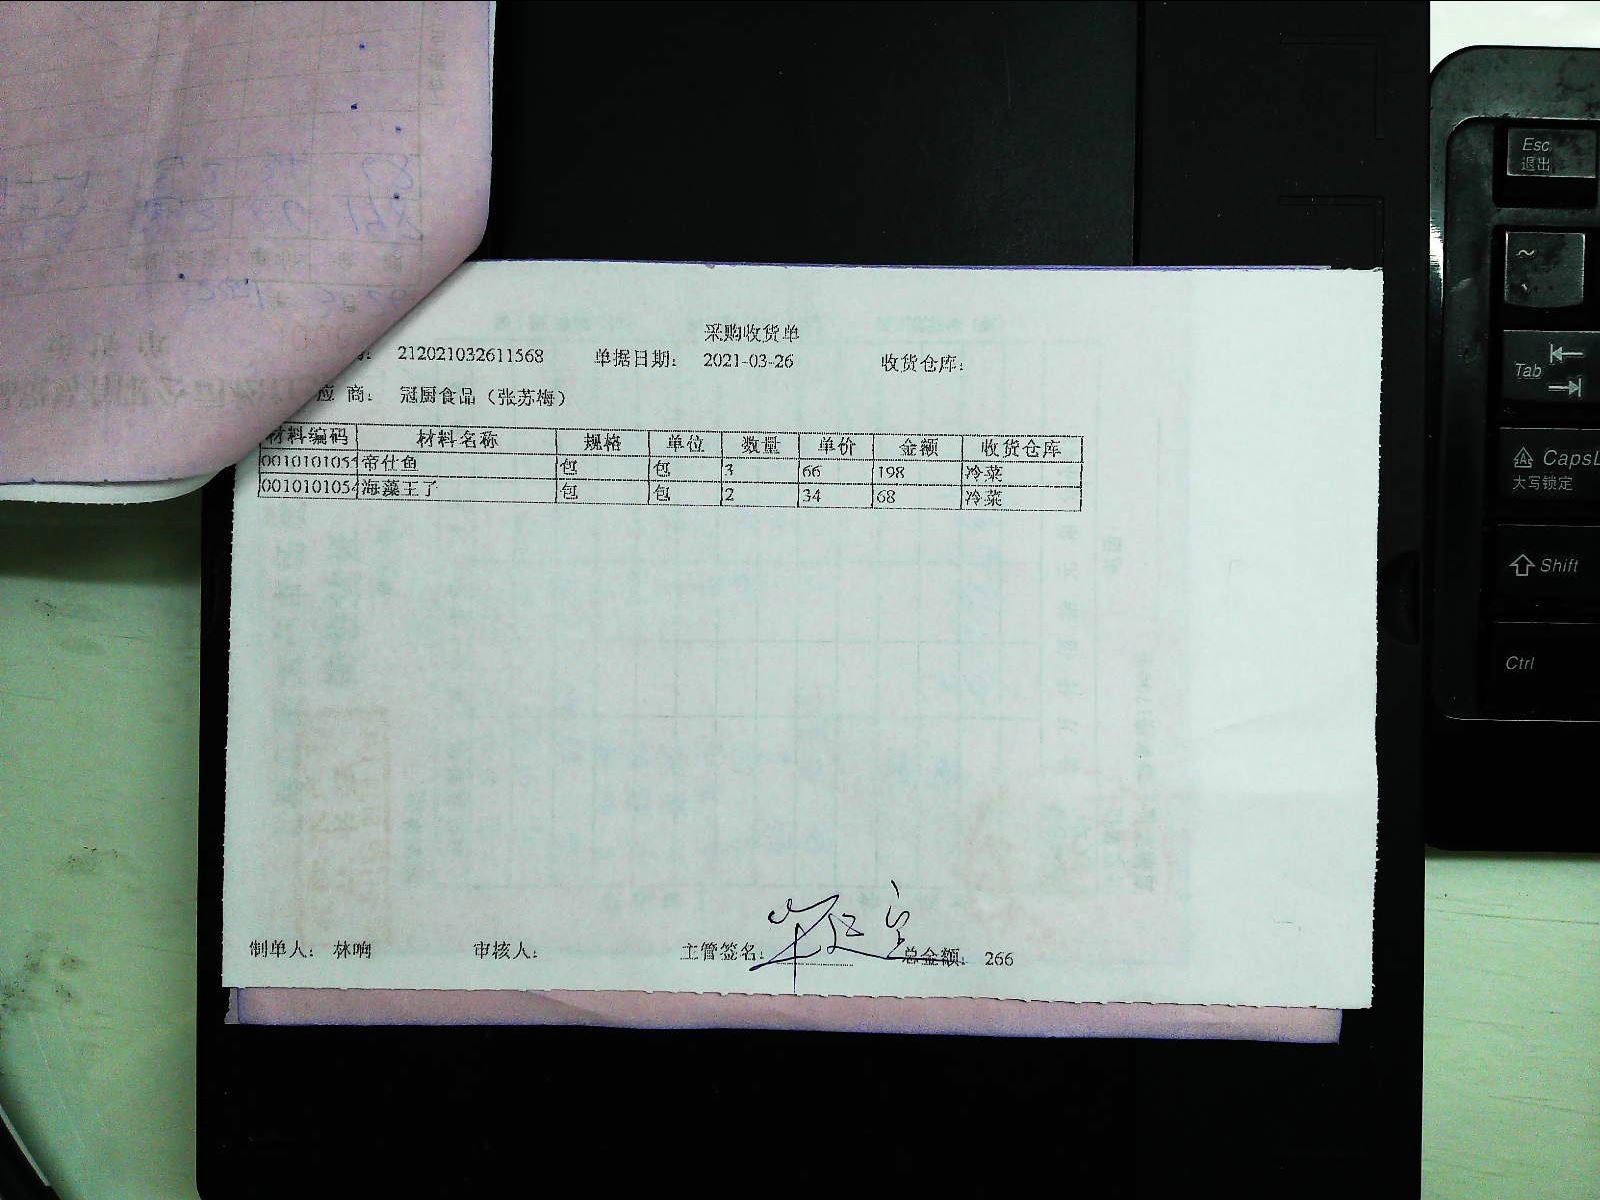 采购收货单
212021032611568 单据日期： 2021-03-26 收货仓库：
应 商： 冠厨食品（张苏梅）
材料编码 材料名称 规格 单位 数量 单价 金额 收货仓库
0010101055 帝仕鱼 包 包 3 66 198 冷菜
0010101054 海藻王了 包 包 2 34 68 冷菜
制单人： 林响 审核人： 主管签名： 总金额： 266
Esc
退出
~
Tab
CapsL
大写锁定
Shift
Ctrl